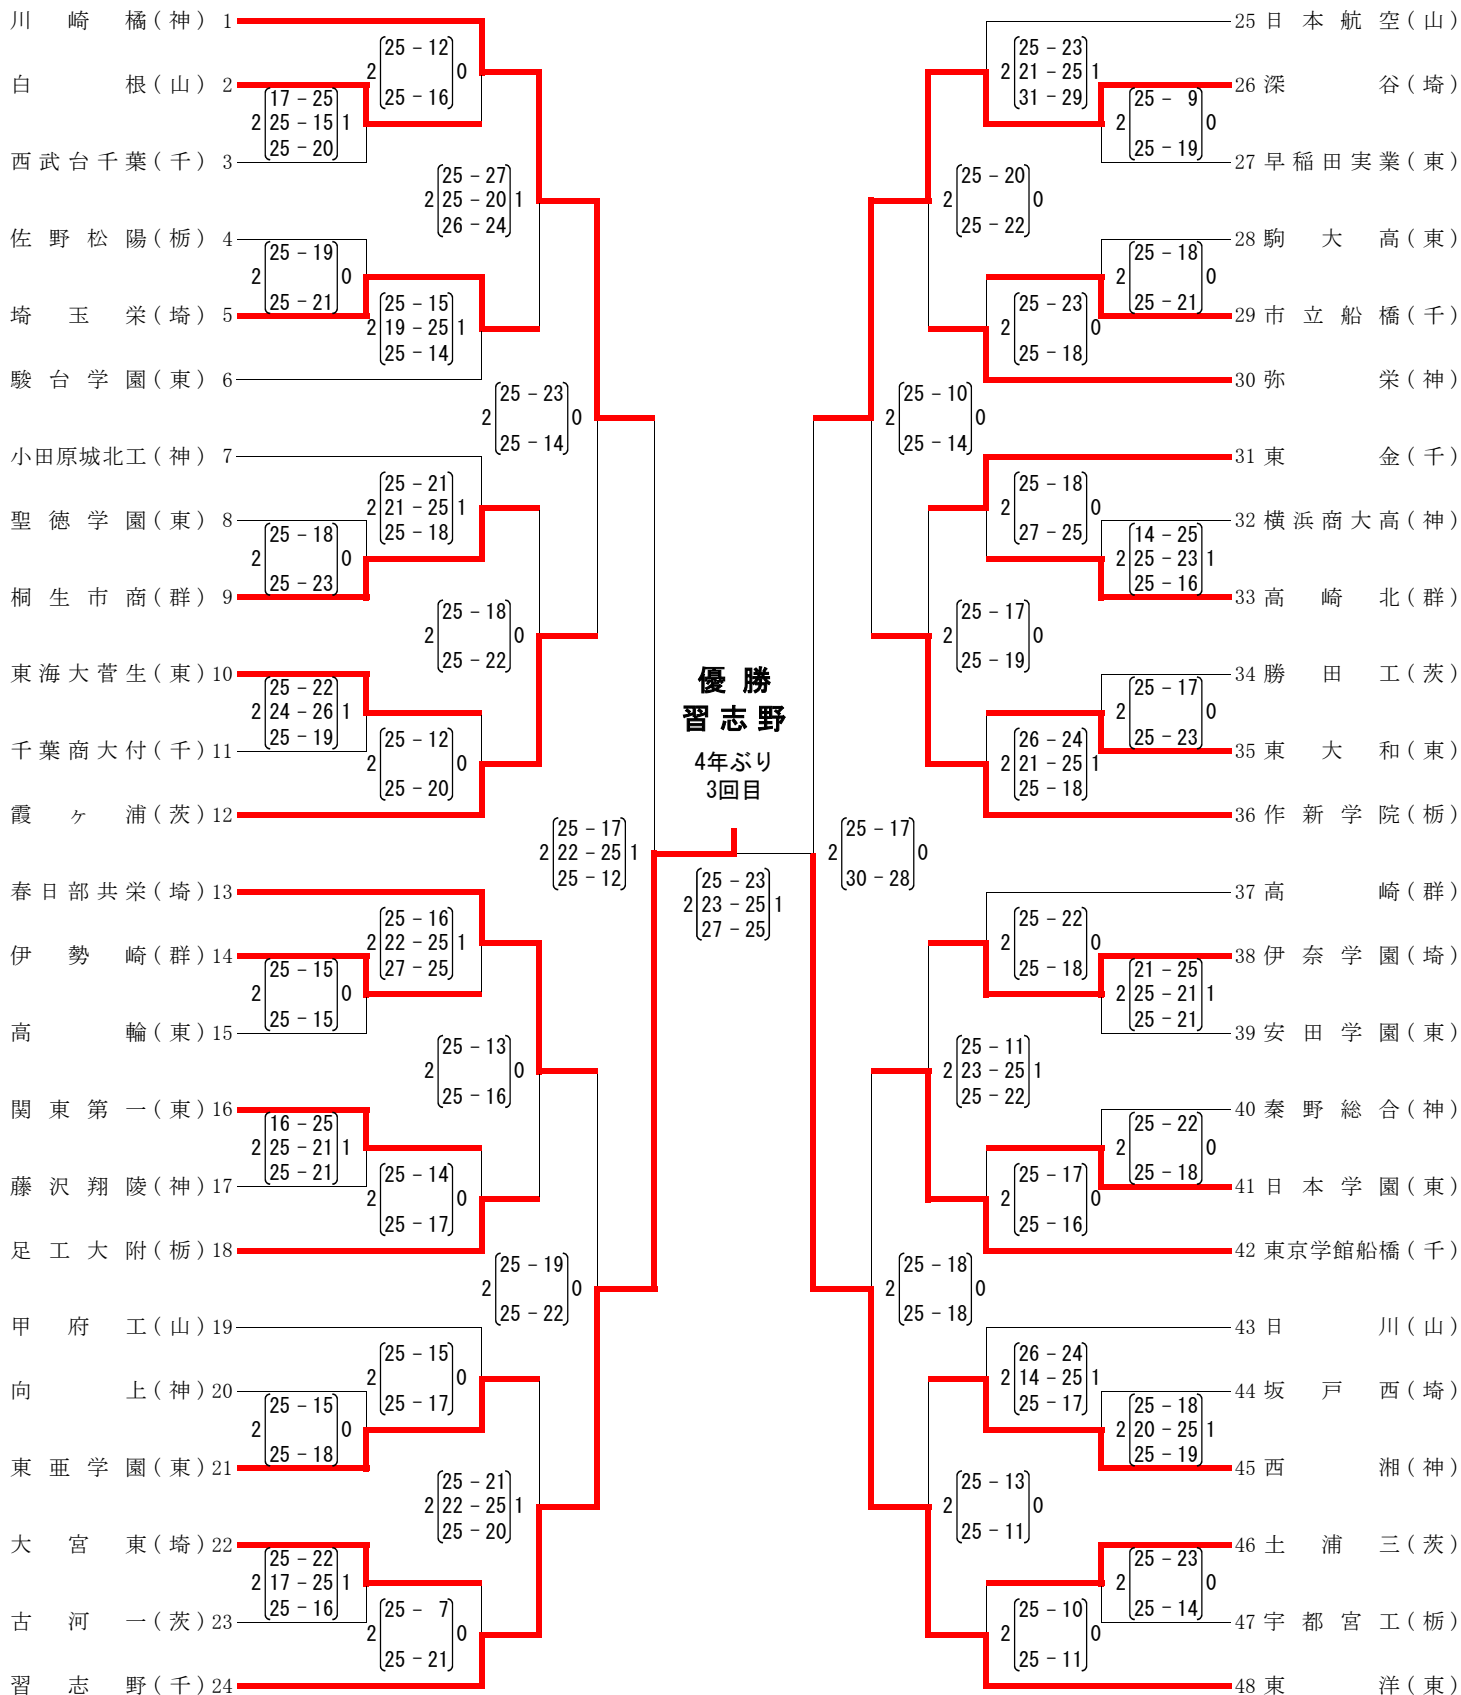 川崎橘(神) 1
白根(山) 2
西武台千葉(千) 3
佐野松陽(栃) 4
埼玉栄(埼) 5
駿台学園(東) 6
小田原城北工(神) 7
聖徳学園(東) 8
桐生市商(群) 9
東海大菅生(東) 10
千葉商大付(千) 11
霞ヶ浦(茨) 12
春日部共栄(埼) 13
伊勢崎(群) 14
高輪(東) 15
関東第一(東) 16
藤沢翔陵(神) 17
足工大附(栃) 18
甲府工(山) 19
向上(神) 20
東亜学園(東) 21
大宮東(埼) 22
古河一(茨) 23
習志野(千) 24
17－25
2 25－15 1
25－20
25－19
2 0
25－21
25－18
2 0
25－23
25－22
2 24－26 1
25－19
25－15
2 0
25－15
16－25
2 25－21 1
25－21
25－15
2 0
25－18
25－22
2 17－25 1
25－16
25－12
2 0
25－16
25－15
2 19－25 1
25－14
25－21
2 21－25 1
25－18
25－12
2 0
25－20
25－16
2 22－25 1
27－25
25－14
2 0
25－17
25－15
2 0
25－17
25－7
2 0
25－21
25－27
2 25－20 1
26－24
25－18
2 0
25－22
25－13
2 0
25－16
25－21
2 22－25 1
25－20
25－23
2 0
25－14
25－19
2 0
25－22
25－17
2 22－25 1
25－12
優勝
習志野
4年ぶり
3回目
25－23
2 23－25 1
27－25
25－17
2 0
30－28
25－10
2 0
25－14
25－18
2 0
25－18
25－20
2 0
25－22
25－17
2 0
25－19
25－11
2 23－25 1
25－22
25－13
2 0
25－11
25－23
2 21－25 1
31－29
25－23
2 0
25－18
25－18
2 0
27－25
26－24
2 21－25 1
25－18
25－22
2 0
25－18
25－17
2 0
25－16
26－24
2 14－25 1
25－17
25－10
2 0
25－11
25－9
2 0
25－19
25－18
2 0
25－21
14－25
2 25－23 1
25－16
25－17
2 0
25－23
21－25
2 25－21 1
25－21
25－22
2 0
25－18
25－18
2 20－25 1
25－19
25－23
2 0
25－14
25 日本航空(山)
26 深谷(埼)
27 早稲田実業(東)
28 駒大高(東)
29 市立船橋(千)
30 弥栄(神)
31 東金(千)
32 横浜商大高(神)
33 高崎北(群)
34 勝田工(茨)
35 東大和(東)
36 作新学院(栃)
37 高崎(群)
38 伊奈学園(埼)
39 安田学園(東)
40 秦野総合(神)
41 日本学園(東)
42 東京学館船橋(千)
43 日川(山)
44 坂戸西(埼)
45 西湘(神)
46 土浦三(茨)
47 宇都宮工(栃)
48 東洋(東)